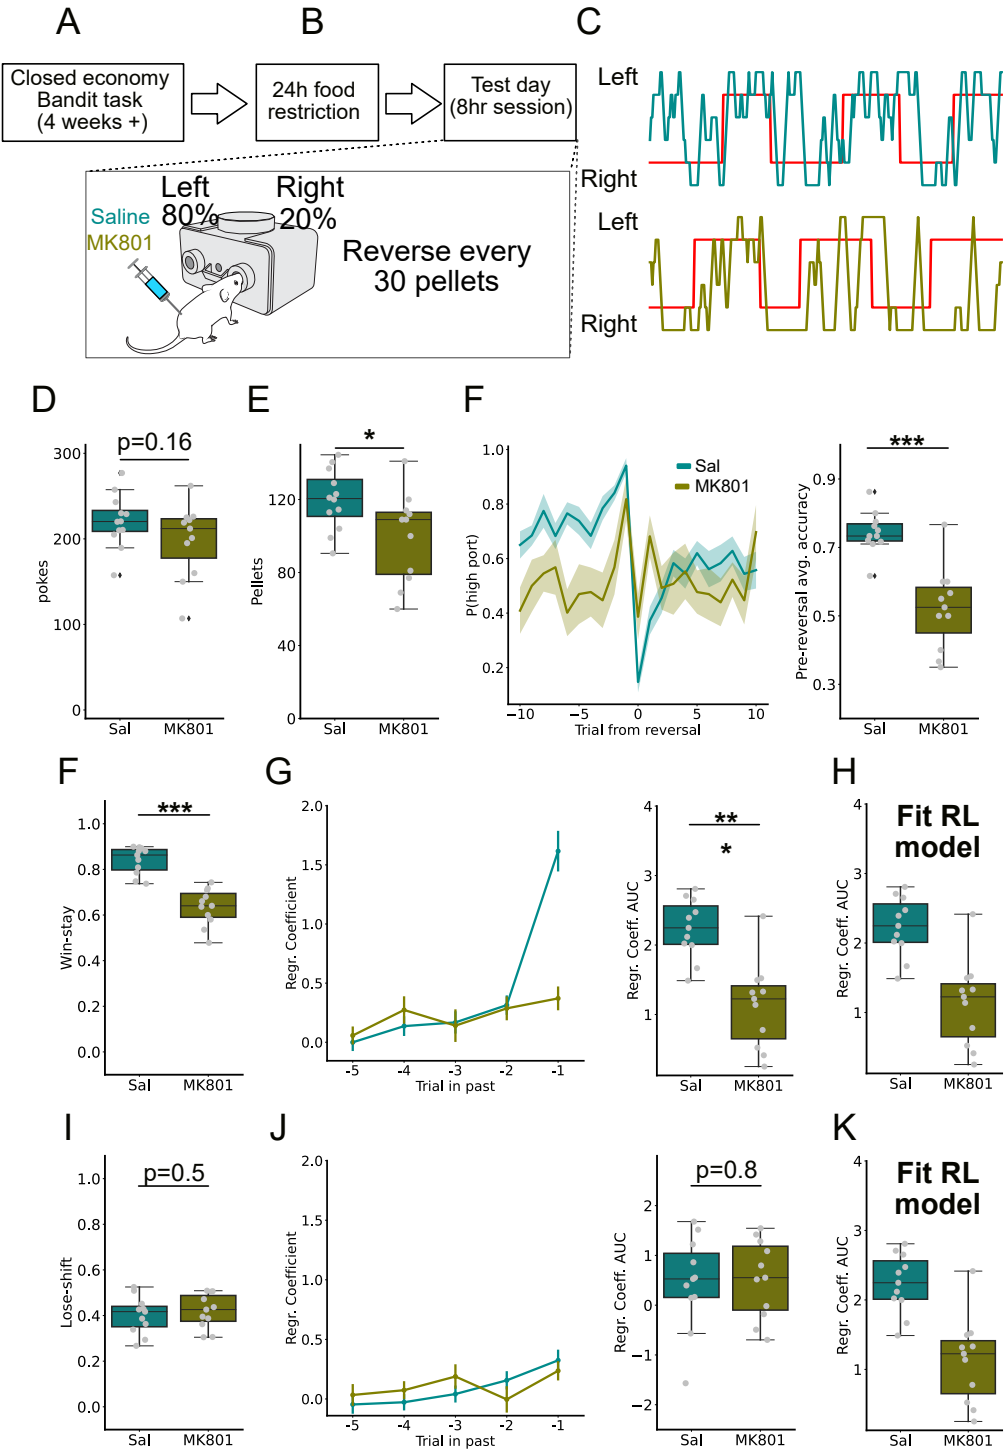 A
B
C
Closed economy
Bandit task
(4 weeks +)
24h food
restriction
Test day
(8hr session)
Left
80%
Right
20%
Saline
MK801
Reverse every
30 pellets
Left
Right
Left
Right
D
pokes
300
200
100
0
p=0.16
Sal
MK801
E
Pellets
120
80
40
0
*
Sal
MK801
F
P(high port)
1.0
0.8
0.6
0.4
0.2
Sal
MK801
−10
−5
0
5
10
Trial from reversal
Pre-reversal avg. accuracy
0.9
0.7
0.5
0.3
***
Sal
MK801
F
Win-stay
1.0
0.8
0.6
0.4
0.2
0.0
***
Sal
MK801
G
Regr. Coefficient
2.0
1.5
1.0
0.5
0.0
-5
-4
-3
-2
-1
Trial in past
Regr. Coeff. AUC
4
3
2
1
**
*
Sal
MK801
H
Regr. Coeff. AUC
4
3
2
1
Fit RL
model
Sal
MK801
I
Lose-shift
1.0
0.8
0.6
0.4
0.2
0.0
p=0.5
Sal
MK801
J
Regr. Coefficient
2.0
1.5
1.0
0.5
0.0
-5
-4
-3
-2
-1
Trial in past
Regr. Coeff. AUC
2
1
0
−1
−2
p=0.8
Sal
MK801
K
Regr. Coeff. AUC
4
3
2
1
Fit RL
model
Sal
MK801